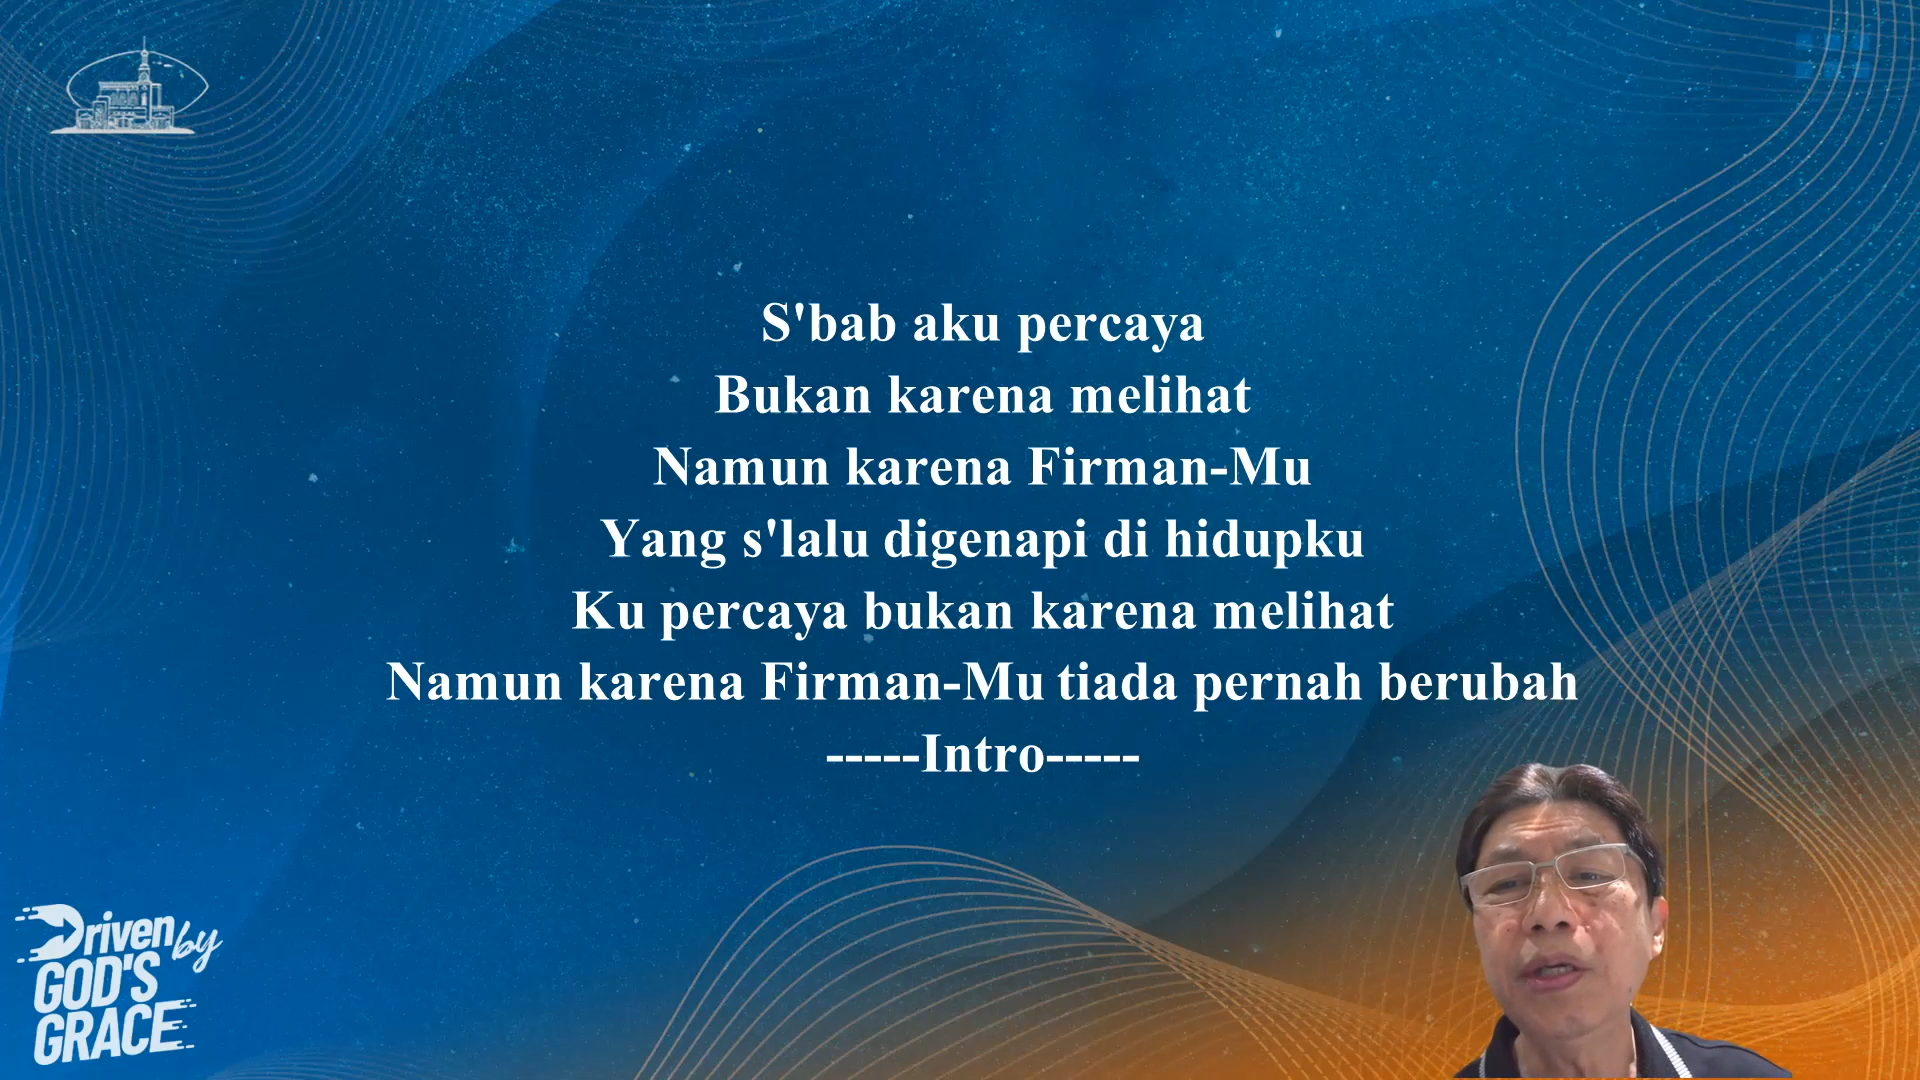 S'bab aku percaya
Bukan karena melihat
Namun karena Firman-Mu
Yang s'lalu digenapi di hidupku
Ku percaya bukan karena melihat
Namun karena Firman-Mu tiada pernah berubah
-----Intro-----
Driven by
GOD'S
GRACE